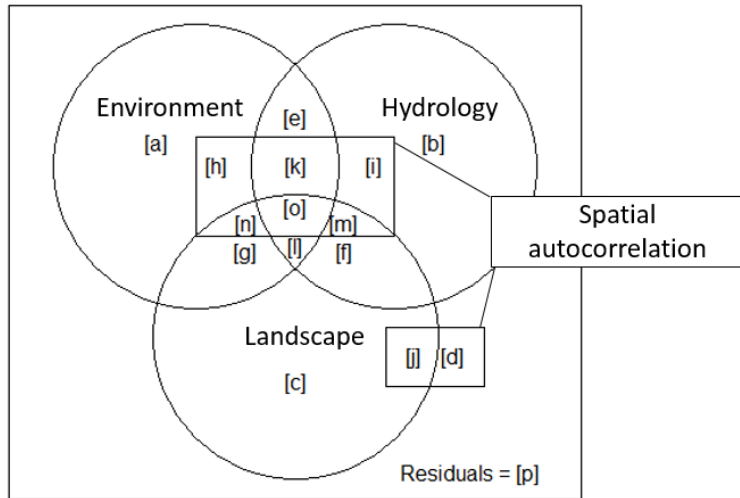 Environment
Hydrology
[e]
[a]
[b]
[h]
[k]
[i]
[o]
[n]
[m]
[g]
[l]
[f]
Spatial
autocorrelation
Landscape
[j]
[d]
[c]
Residuals = [p]